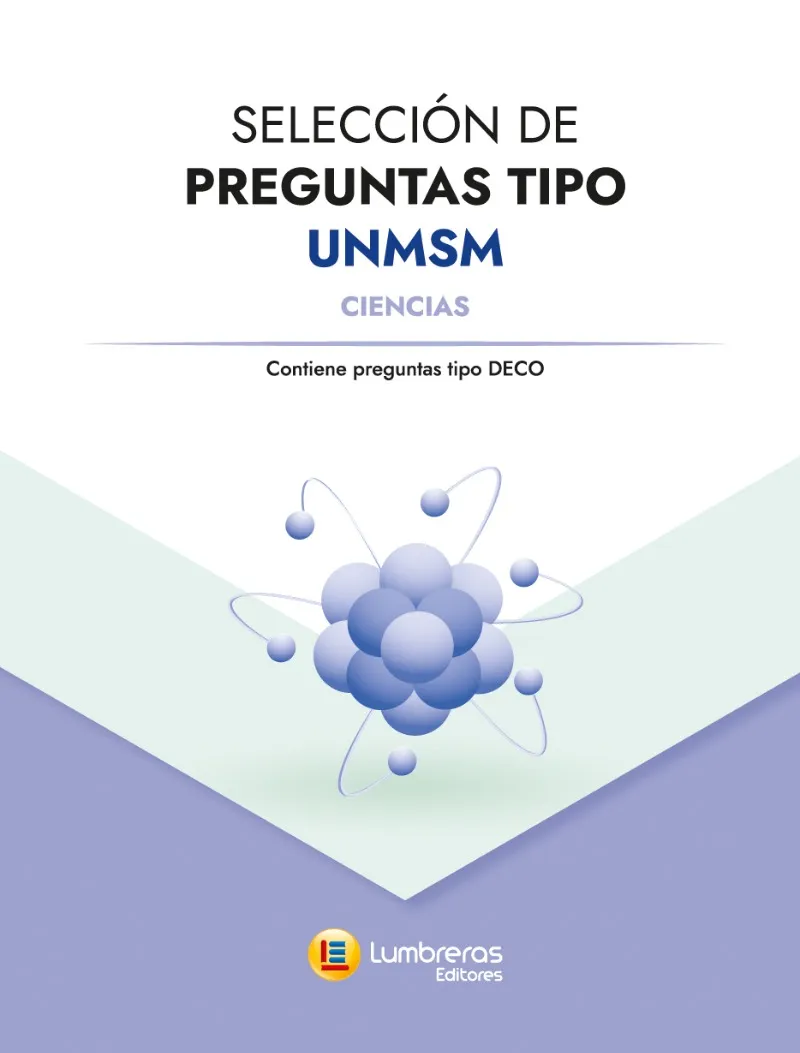 SELECCIÓN DE
PREGUNTAS TIPO
UNMSM
CIENCIAS
Contiene preguntas tipo DECO
Lumbreras
Editores